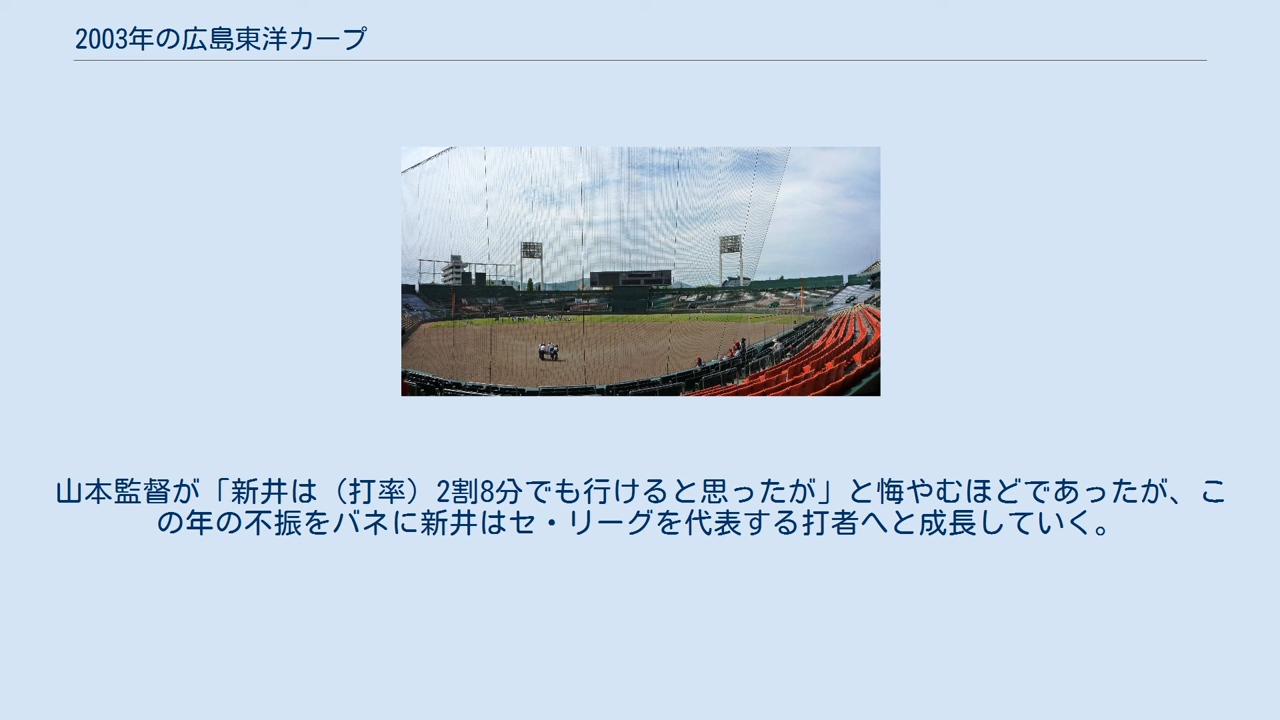 2003年の広島東洋カープ
山本監督が「新井は（打率）2割8分でも行けると思ったが」と悔やむほどであったが、こ
の年の不振をバネに新井はセ・リーグを代表する打者へと成長していく。